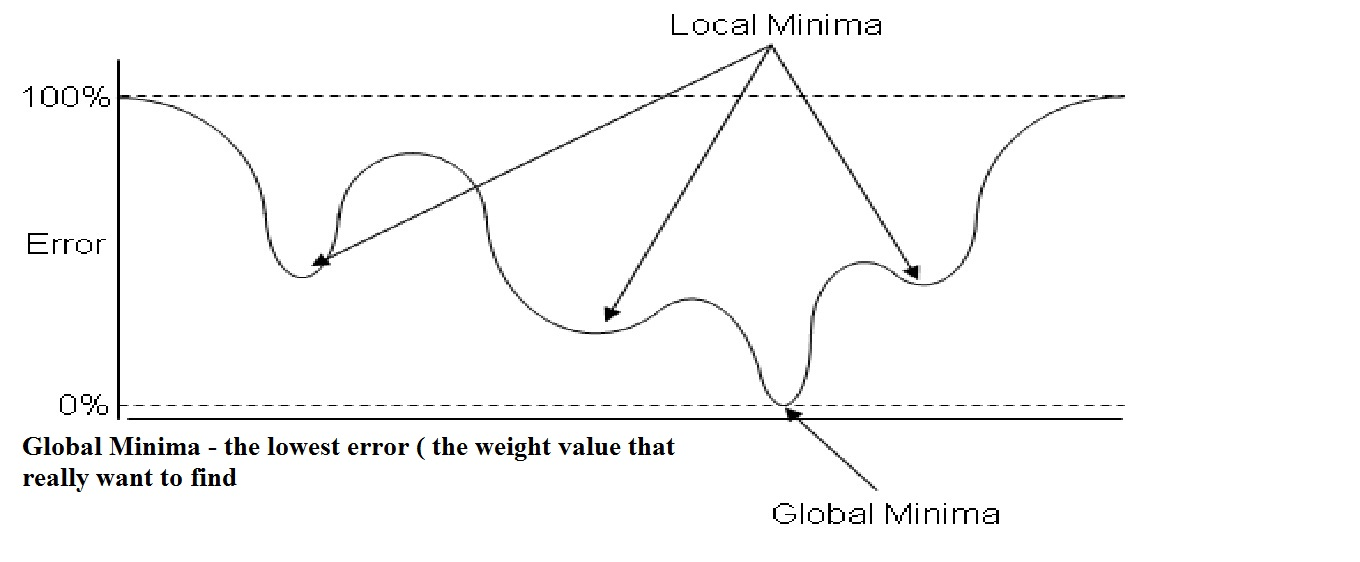 Local Minima
100%
Error
0%
Global Minima - the lowest error ( the weight value that
really want to find
Global Minima